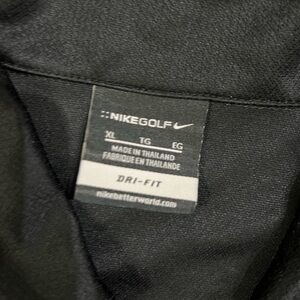 ::NIKEGOLF
XL TG EG
MADE IN THAILAND
FABRIQUE EN THAILANDE
DRI-FIT
nikebetterworld.com